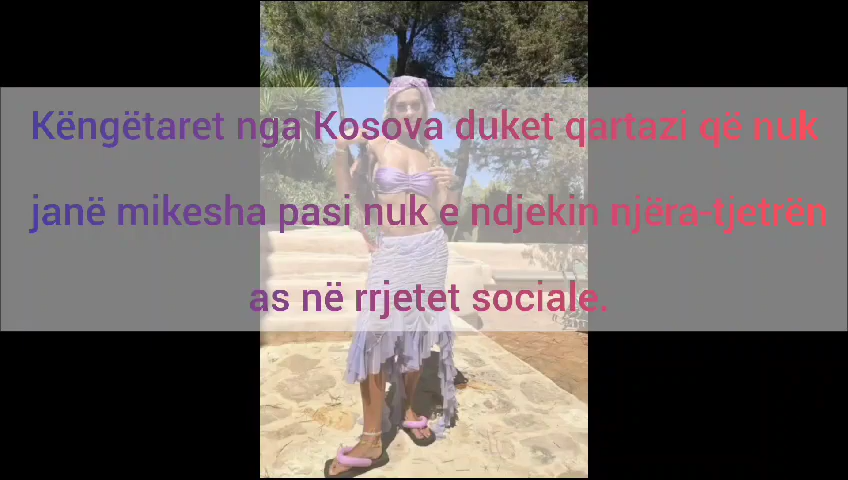 Këngëtaret nga Kosova duket qartazi që nuk
janë mikesha pasi nuk e ndjekin njëra-tjetrën
as në rrjetet sociale.